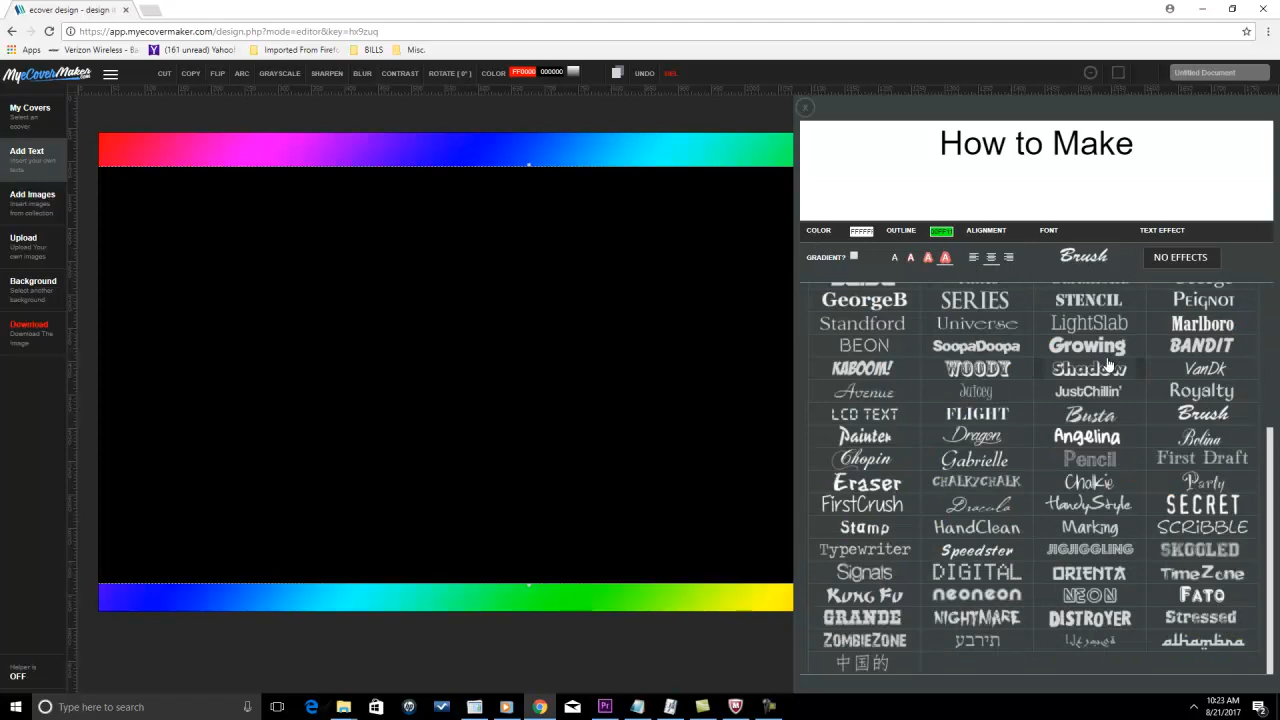 ecover design - design it
https://app.myecovermaker.com/design.php?mode=editor&key=hx9zuq
Apps Verizon Wireless - Ba (161 unread) Yahoo! Imported From Firefo BILLS Misc.
MyeCoverMaker.com CUT COPY FLIP ARC GRAYSCALE SHARPEN BLUR CONTRAST ROTATE [ 0° ] COLOR FF0000 000000 UNDO DEL Untitled Document
My Covers
Select an
ecover
Add Text
Insert your own
texts
Add Images
Insert images
from collection
Upload
Upload Your
own images
Background
Select another
background
Download
Download The
Image
Helper is
OFF
X
How to Make
COLOR FFFFFF OUTLINE ALIGNMENT FONT TEXT EFFECT
GRADIENT? A A A A Brush NO EFFECTS
GeorgeB SERIES STENCIL PEIGNOT
Standford Universe LightSlab Marlboro
BEON SoopaDoopa Growing BANDIT
KABOOM! WOODY Shadow VanDk
Avenue Juicey JustChillin' Royalty
LCD TEXT FLIGHT Busta Brush
Painter Dragon Angelina Bolina
Chopin Gabrielle Pencil First Draft
Eraser CHALKYCHALK Chalkie Party
FirstCrush Dracula HandyStyle SECRET
Stamp HandClean Marking SCRIBBLE
Typewriter Speedster JIGJIGGLING SKOOLED
Signals DIGITAL ORIENTA TimeZone
KUNG FU neoneon NEON FATO
GRANDE NIGHTMARE DISTROYER Stressed
ZOMBIEZONE תירבע alhambra
中国的
Type here to search
10:23 AM
8/21/2017